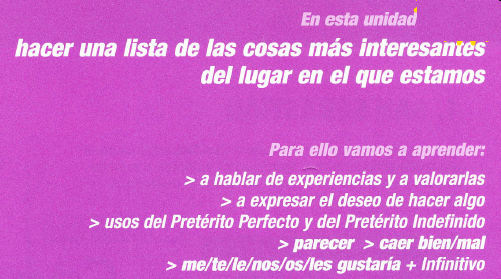 En esta unidad
hacer una lista de las cosas más interesantes
del lugar en el que estamos
Para ello vamos a aprender:
> a hablar de experiencias y a valorarlas
> a expresar el deseo de hacer algo
> usos del Pretérito Perfecto y del Pretérito Indefinido
> parecer > caer bien/mal
> me/te/le/nos/os/les gustaría + Infinitivo